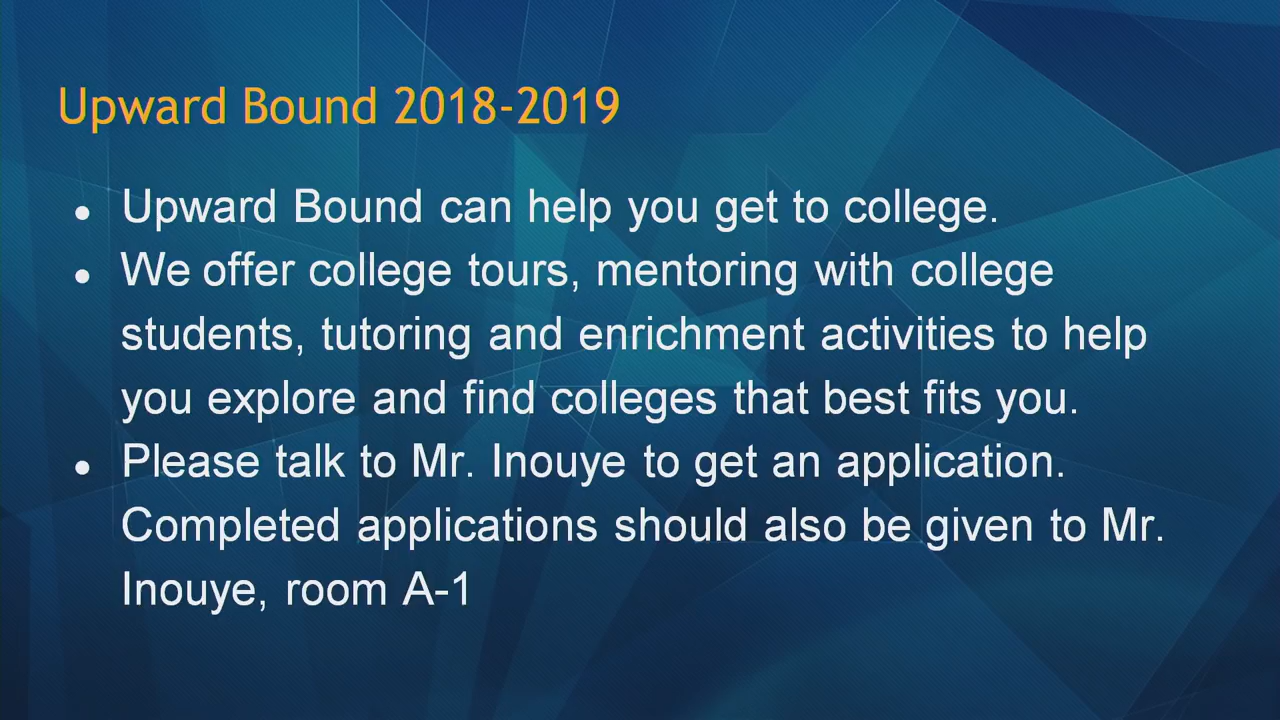 Upward Bound 2018-2019
• Upward Bound can help you get to college.
• We offer college tours, mentoring with college
students, tutoring and enrichment activities to help
you explore and find colleges that best fits you.
• Please talk to Mr. Inouye to get an application.
Completed applications should also be given to Mr.
Inouye, room A-1